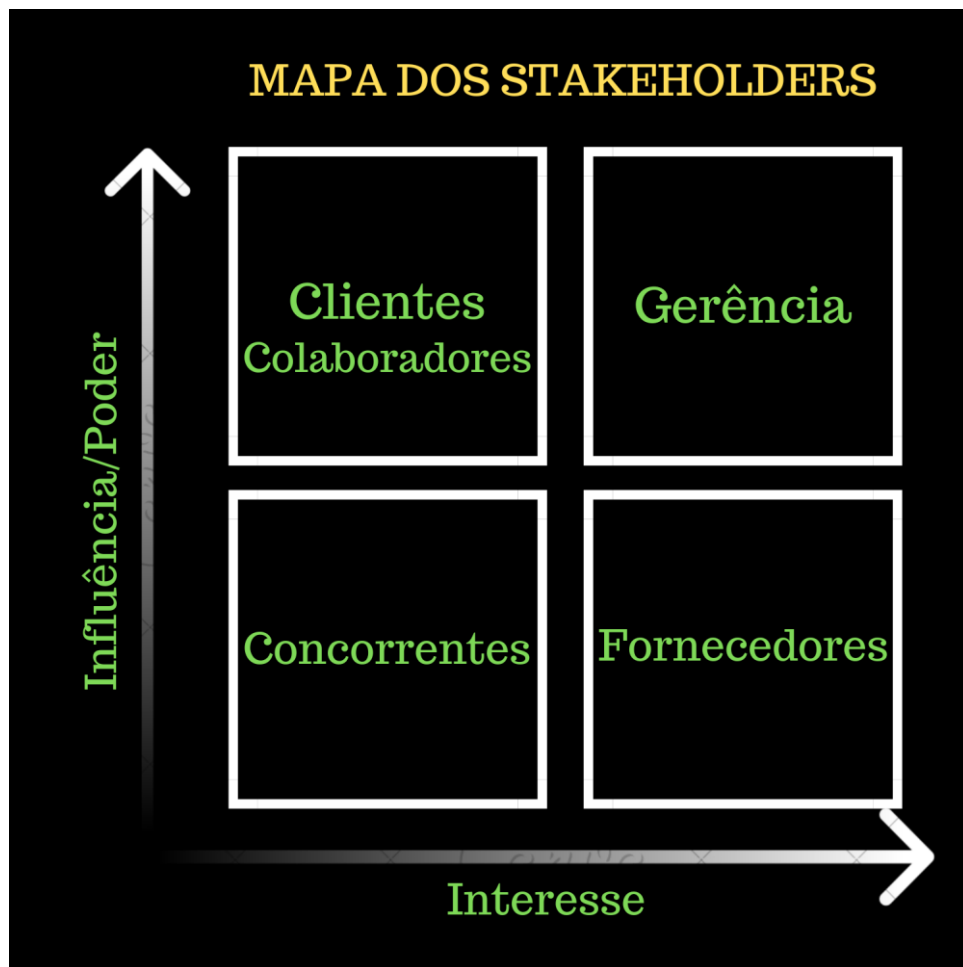 MAPA DOS STAKEHOLDERS
Influência/Poder
Clientes
Colaboradores
Gerência
Concorrentes
Fornecedores
Interesse